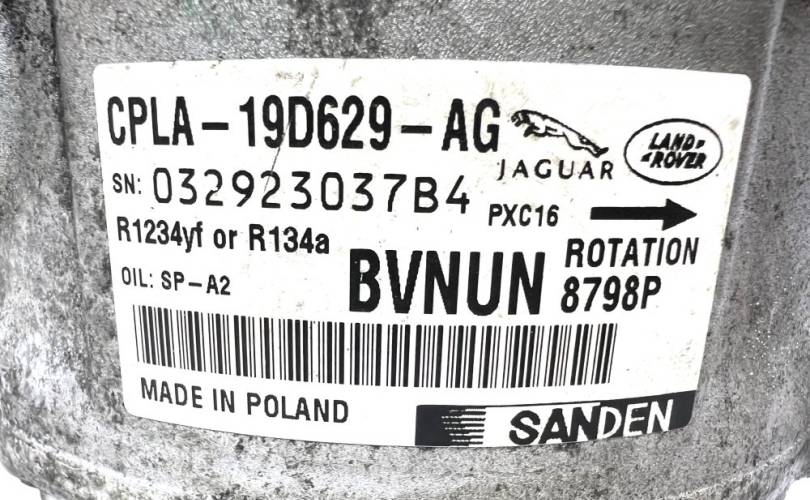 CPLA-19D629-AG
JAGUAR
LAND-
-ROVER
SN: 032923037B4
PXC16
R1234yf or R134a
ROTATION
OIL: SP-A2
BVNUN
8798P
MADE IN POLAND
SANDEN